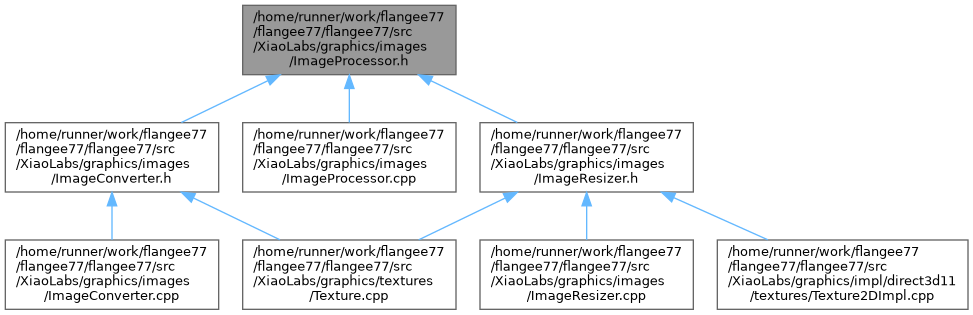 /home/runner/work/flangee77
/flangee77/flangee77/src
/XiaoLabs/graphics/images
/ImageProcessor.h
/home/runner/work/flangee77
/flangee77/flangee77/src
/XiaoLabs/graphics/images
/ImageConverter.h
/home/runner/work/flangee77
/flangee77/flangee77/src
/XiaoLabs/graphics/images
/ImageProcessor.cpp
/home/runner/work/flangee77
/flangee77/flangee77/src
/XiaoLabs/graphics/images
/ImageResizer.h
/home/runner/work/flangee77
/flangee77/flangee77/src
/XiaoLabs/graphics/images
/ImageConverter.cpp
/home/runner/work/flangee77
/flangee77/flangee77/src
/XiaoLabs/graphics/textures
/Texture.cpp
/home/runner/work/flangee77
/flangee77/flangee77/src
/XiaoLabs/graphics/images
/ImageResizer.cpp
/home/runner/work/flangee77
/flangee77/flangee77/src
/XiaoLabs/graphics/impl/direct3d11
/textures/Texture2DImpl.cpp